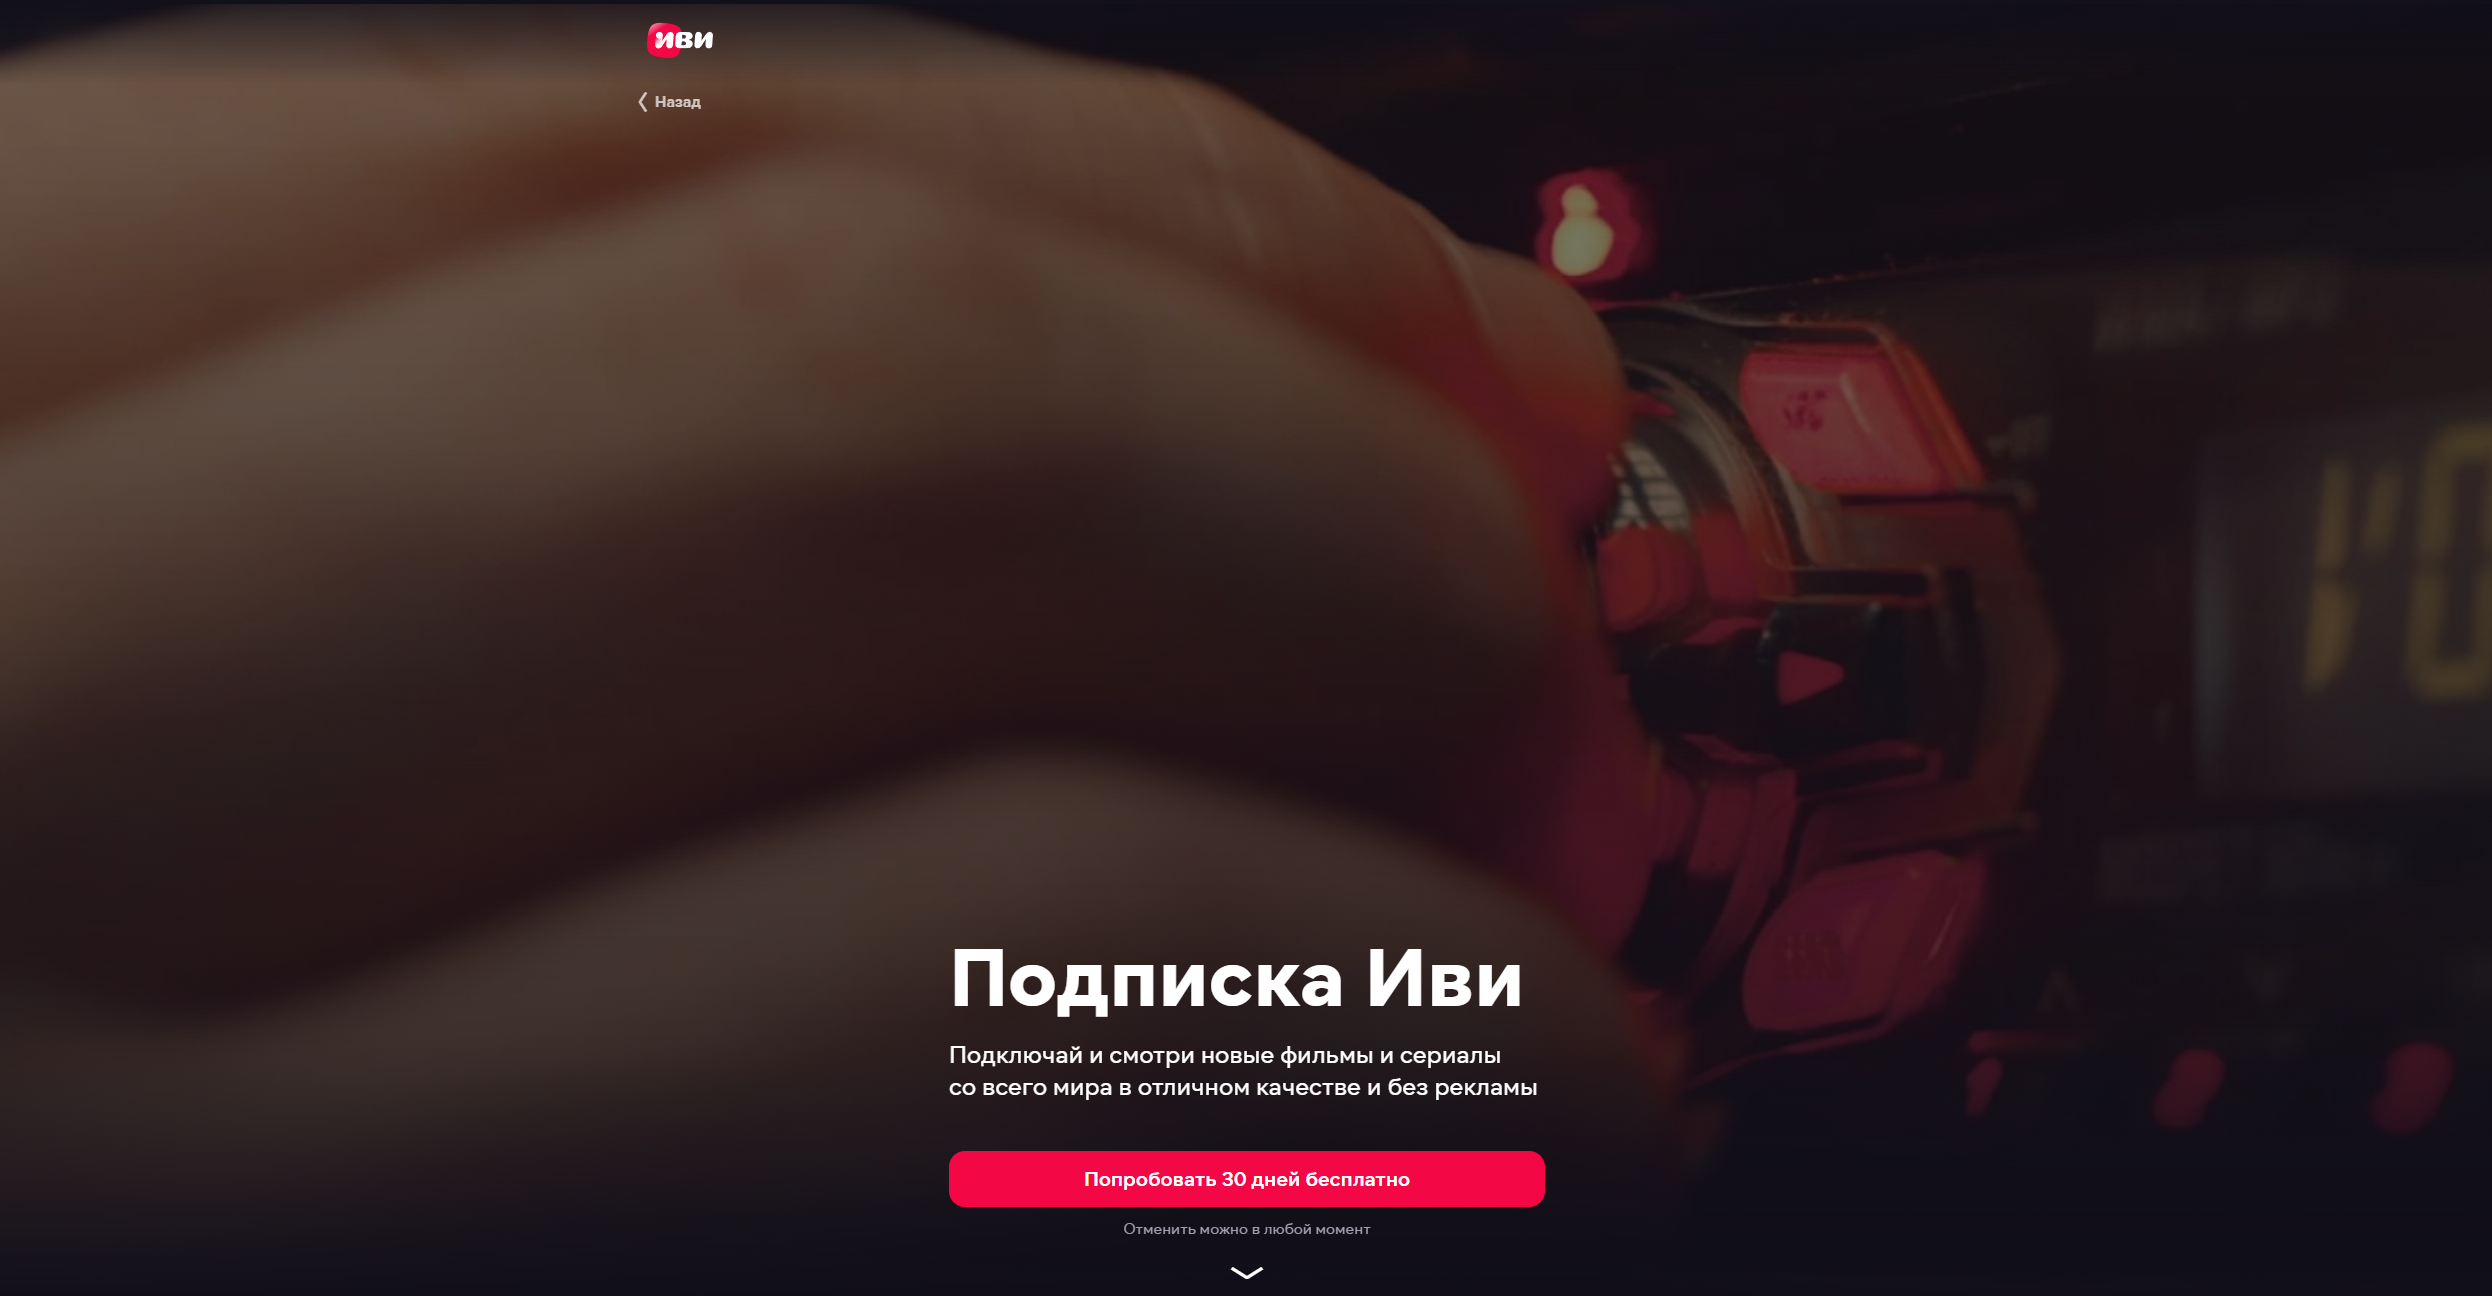 иви
Назад
Подписка Иви
Подключай и смотри новые фильмы и сериалы
со всего мира в отличном качестве и без рекламы
Попробовать 30 дней бесплатно
Отменить можно в любой момент